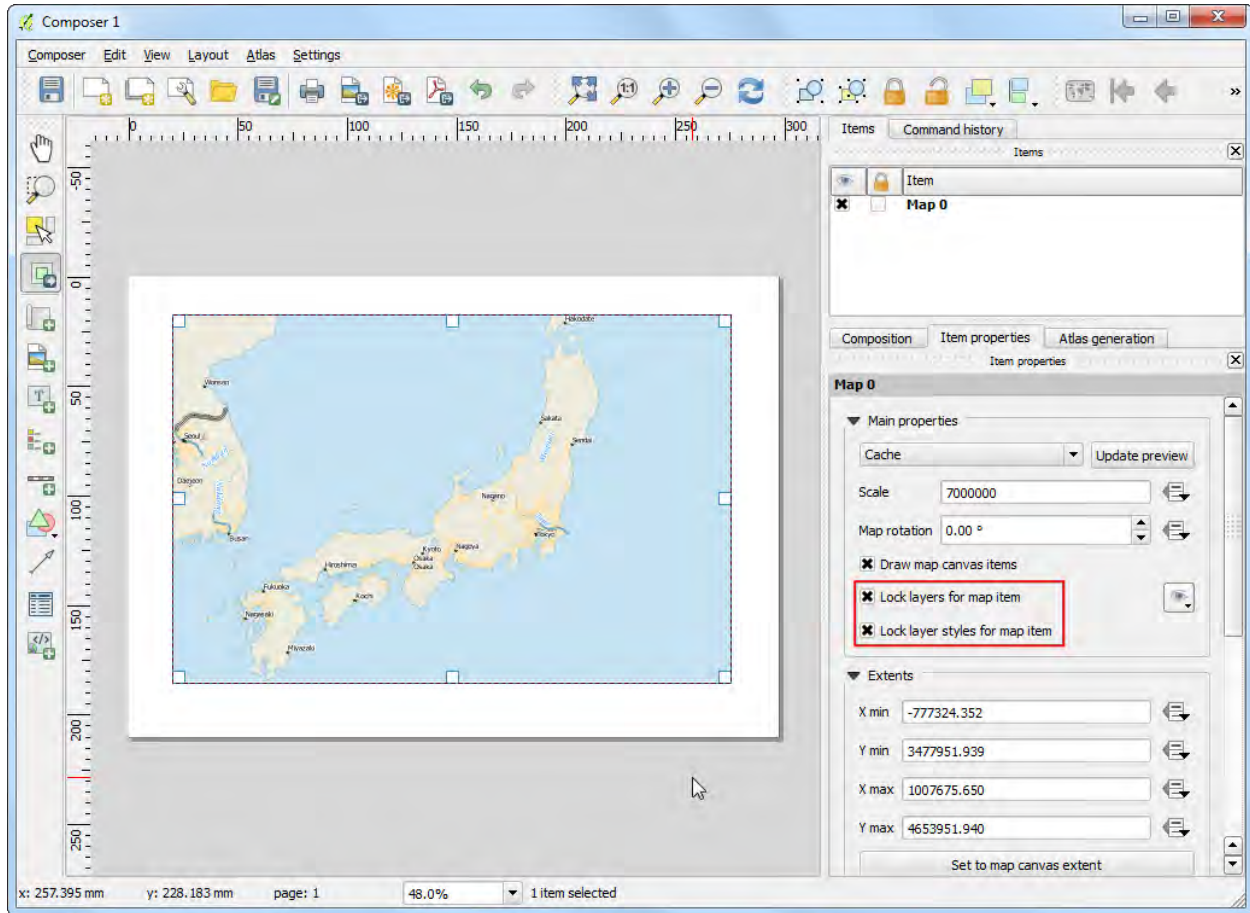 Composer 1
Composer Edit View Layout Atlas Settings
1:1
»
0 50 100 150 200 250 300
-50
0
50
100
150
200
250
Hakodate
Wonsan
Seoul
Daejeon
Busan
Sakata
Sendai
Nagano
Tokyo
Nagoya
Kyoto
Osaka
Osaka
Hiroshima
Fukuoka
Kochi
Nagasaki
Miyazaki
Items Command history
Items
Item
Map 0
Composition Item properties Atlas generation
Item properties
Map 0
Main properties
Cache Update preview
Scale 7000000
Map rotation 0.00 °
Draw map canvas items
Lock layers for map item
Lock layer styles for map item
Extents
X min -777324.352
Y min 3477951.939
X max 1007675.650
Y max 4653951.940
Set to map canvas extent
x: 257.395 mm y: 228.183 mm page: 1 48.0% 1 item selected